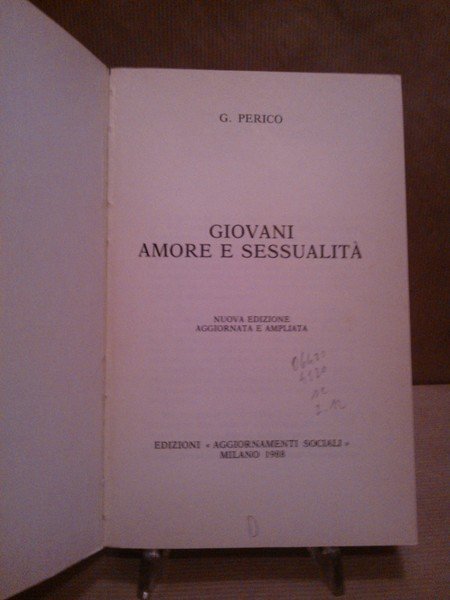 G. PERICO
GIOVANI
AMORE E SESSUALITÀ
NUOVA EDIZIONE
AGGIORNATA E AMPLIATA
EDIZIONI « AGGIORNAMENTI SOCIALI »
MILANO 1988
D